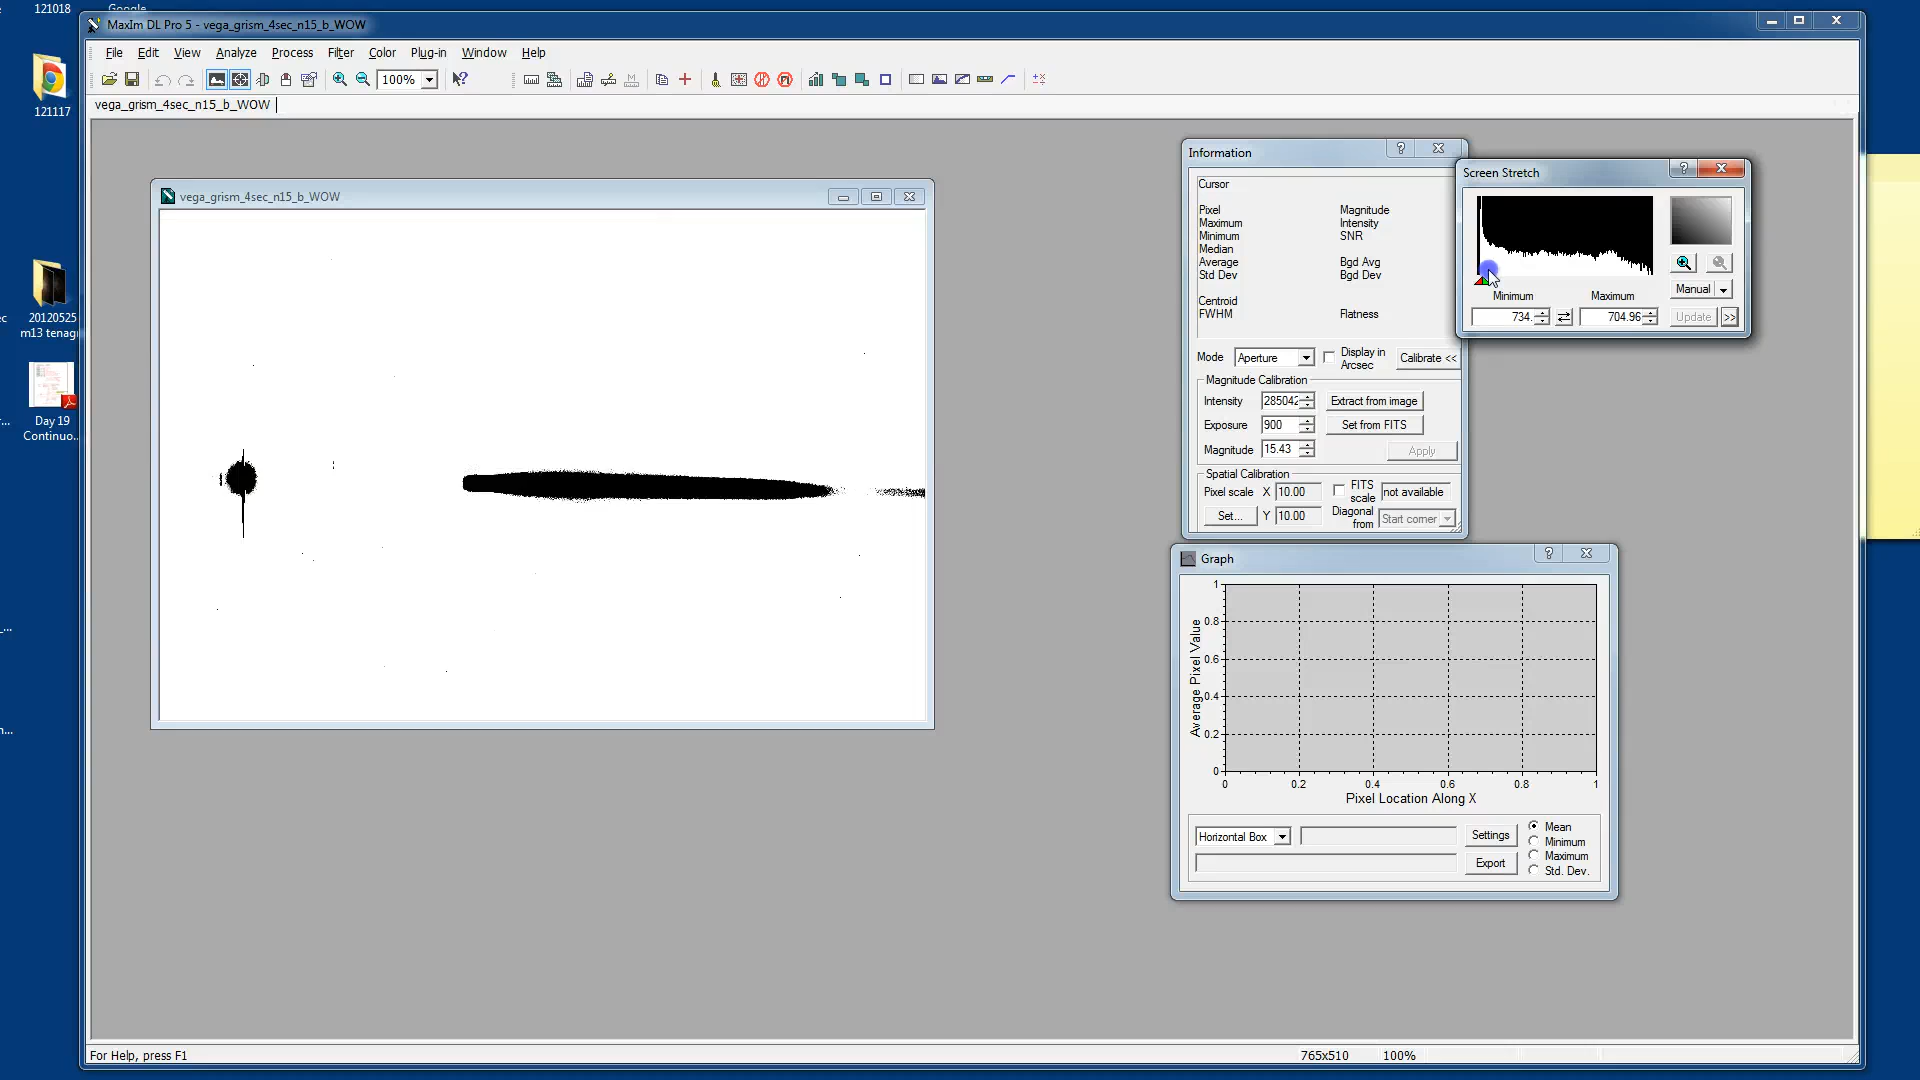 121018
Google
MaxIm DL Pro 5 - vega_grism_4sec_n15_b_WOW
File Edit View Analyze Process Filter Color Plug-in Window Help
100%
121117
vega_grism_4sec_n15_b_WOW
vega_grism_4sec_n15_b_WOW
20120525
m13 tenag
Day 19
Continuo...
Information
Cursor
Pixel Magnitude
Maximum Intensity
Minimum SNR
Median
Average Bgd Avg
Std Dev Bgd Dev
Centroid
FWHM Flatness
Mode Aperture Display in Arcsec Calibrate <<
Magnitude Calibration
Intensity 285042 Extract from image
Exposure 900 Set from FITS
Magnitude 15.43 Apply
Spatial Calibration
Pixel scale X 10.00 FITS scale not available
Set... Y 10.00 Diagonal from Start corner
Screen Stretch
Manual
Minimum Maximum
734. 704.96 Update >>
Graph
Average Pixel Value
1
0.8
0.6
0.4
0.2
0
0 0.2 0.4 0.6 0.8 1
Pixel Location Along X
Horizontal Box Settings
Export
Mean
Minimum
Maximum
Std. Dev.
For Help, press F1 765x510 100%